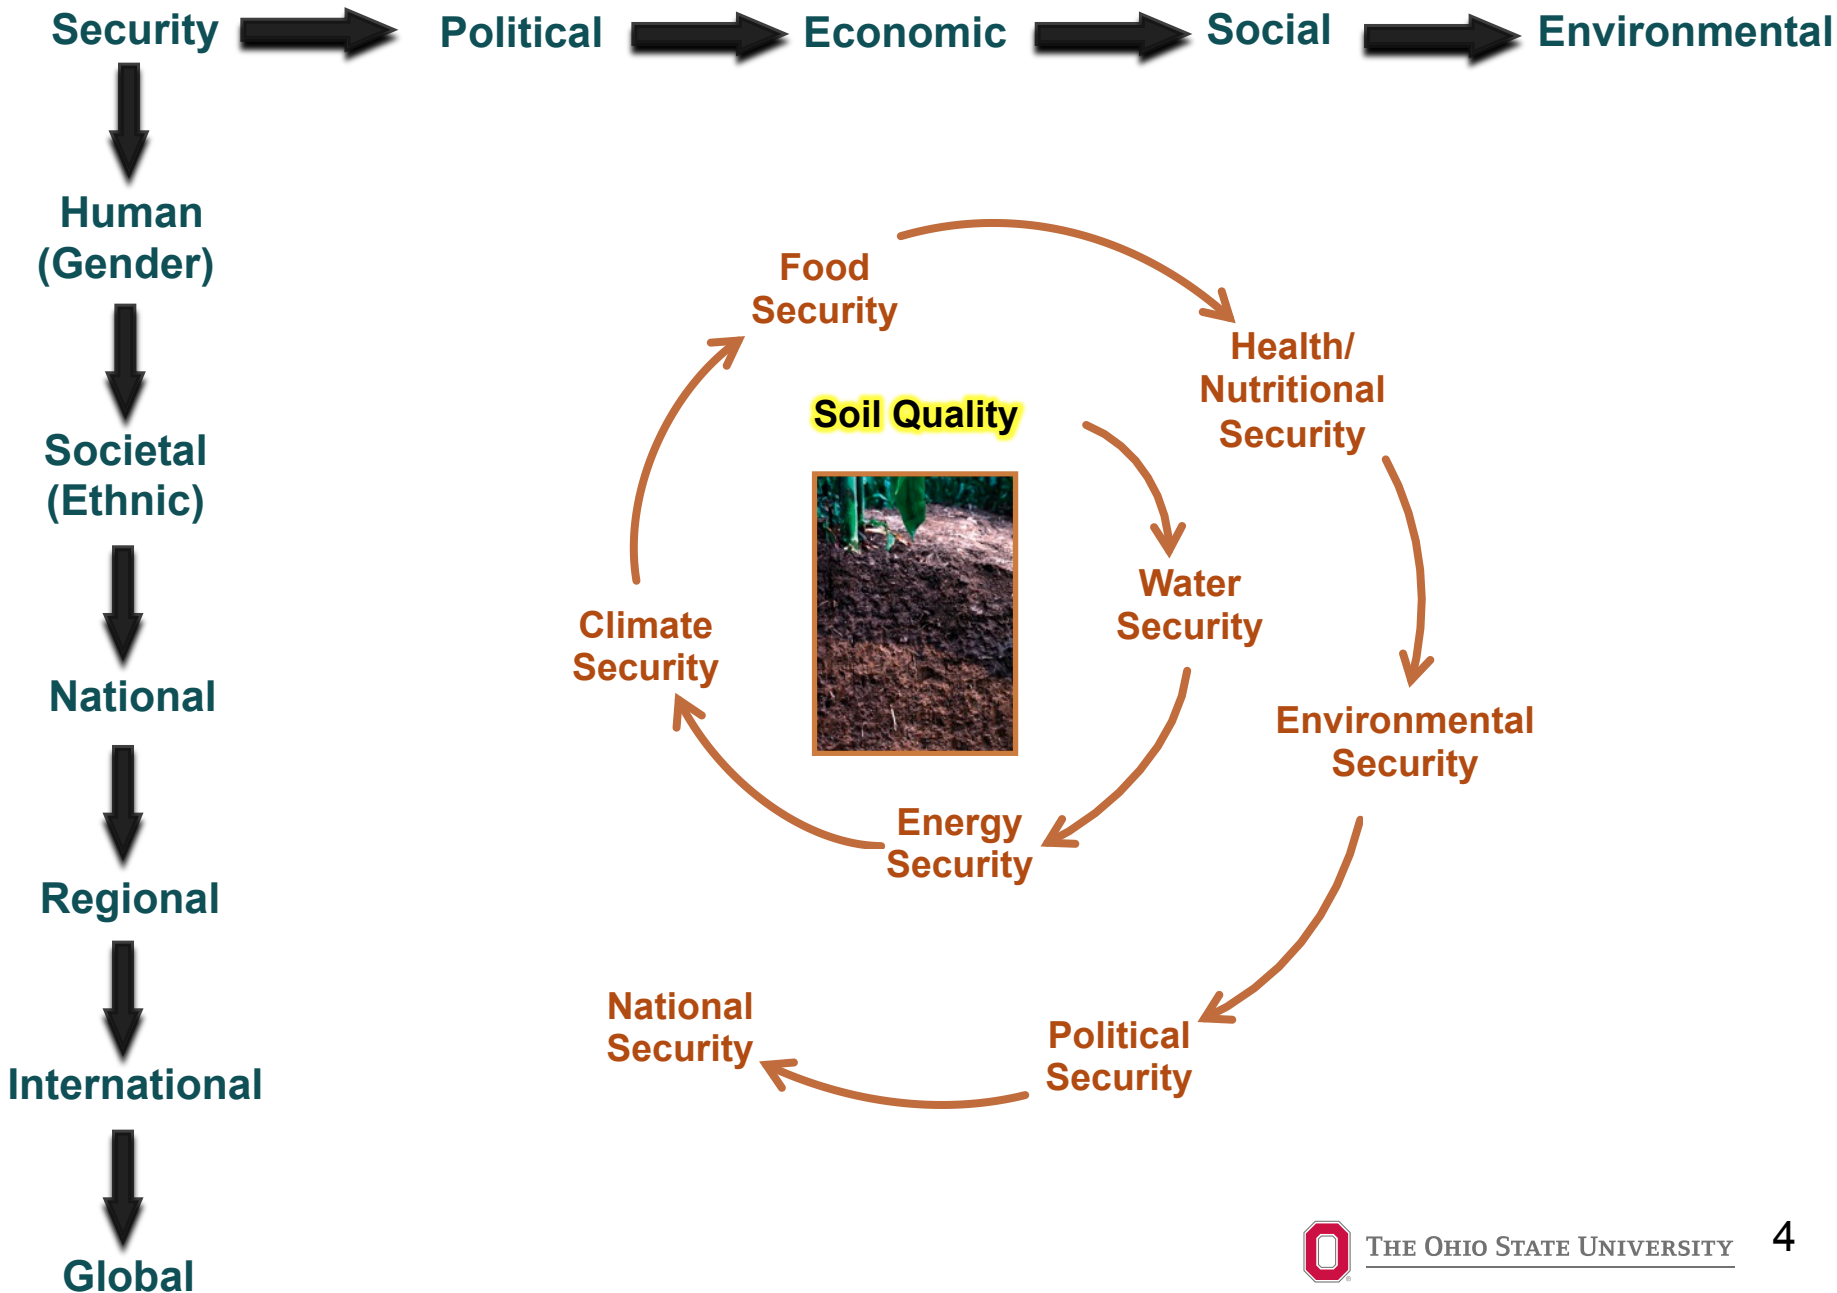 Security
Political
Economic
Social
Environmental
Human
(Gender)
Societal
(Ethnic)
National
Regional
International
Global
Food
Security
Health/
Nutritional
Security
Soil Quality
Water
Security
Climate
Security
Environmental
Security
Energy
Security
National
Security
Political
Security
THE OHIO STATE UNIVERSITY
4